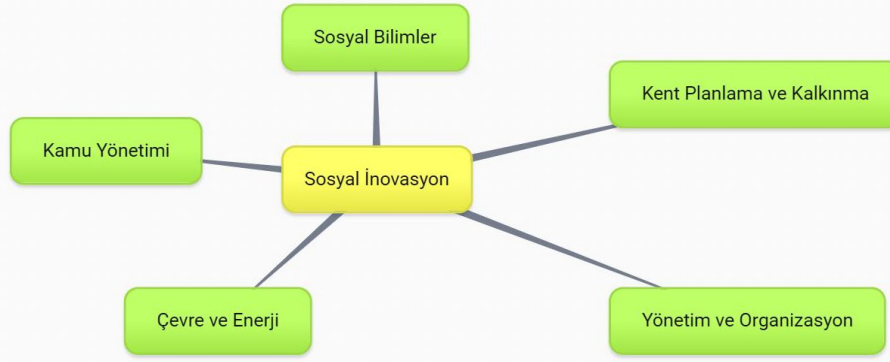 Sosyal Bilimler
Kent Planlama ve Kalkınma
Kamu Yönetimi
Sosyal İnovasyon
Çevre ve Enerji
Yönetim ve Organizasyon